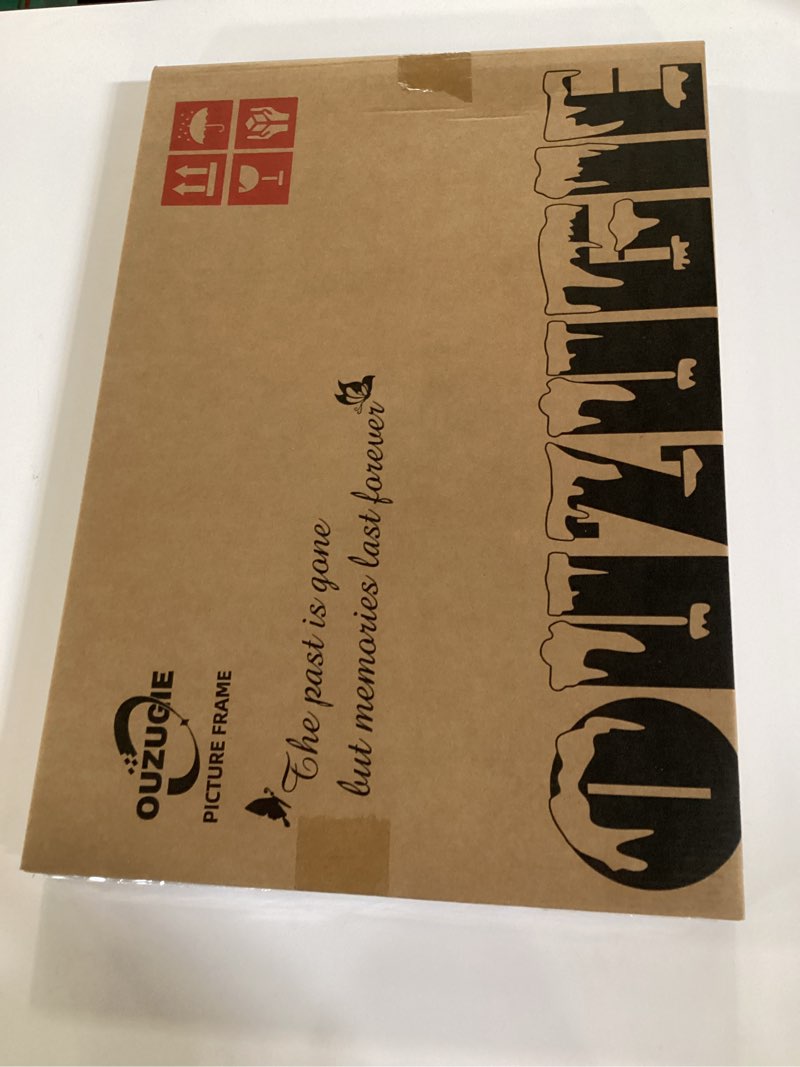 OUZUGIE
PICTURE FRAME
The past is gone
but memories last forever
OUZUGIE